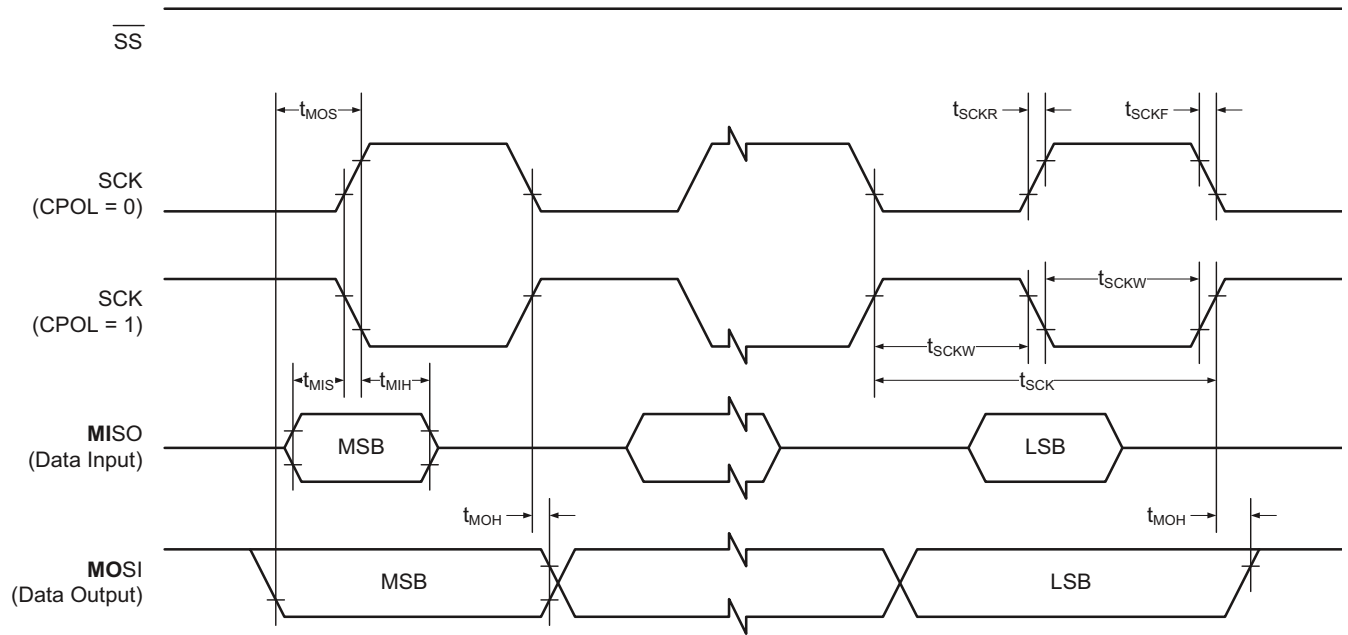 SS
tMOS
tSCKR
tSCKF
SCK
(CPOL = 0)
SCK
(CPOL = 1)
tSCKW
tSCKW
tMIS
tMIH
tSCK
MISO
(Data Input)
MSB
LSB
tMOH
tMOH
MOSI
(Data Output)
MSB
LSB